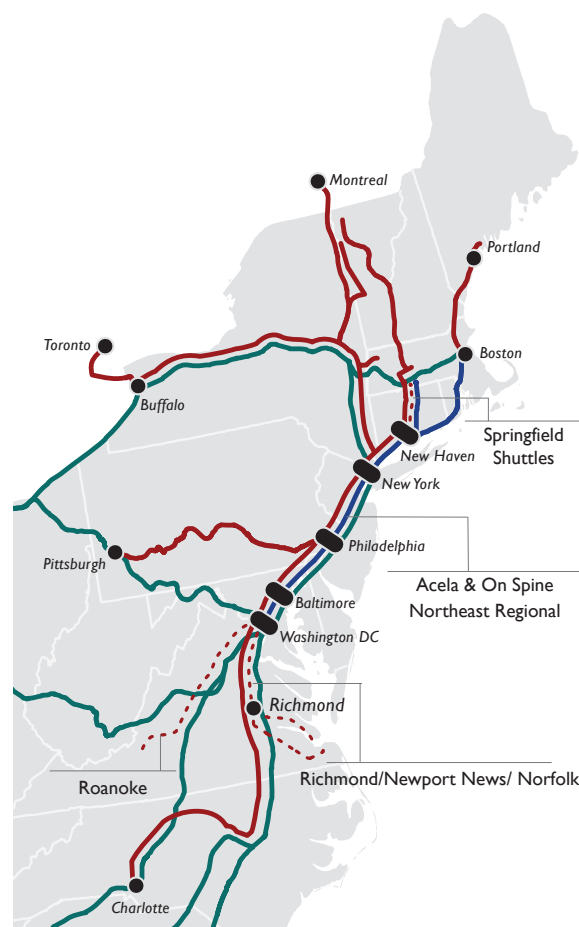 Montreal
Portland
Toronto
Boston
Buffalo
Springfield
Shuttles
New Haven
New York
Philadelphia
Pittsburgh
Acela & On Spine
Northeast Regional
Baltimore
Washington DC
Richmond
Roanoke
Richmond/Newport News/ Norfolk
Charlotte